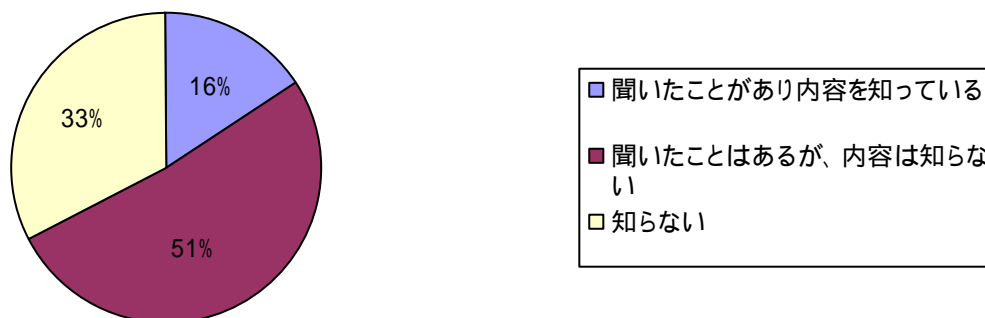 16%
33%
51%
聞いたことがあり内容を知っている
聞いたことはあるが、内容は知らな
い
知らない